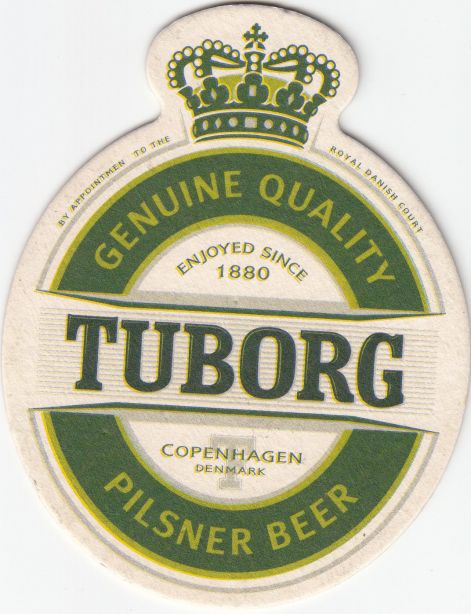 BY APPOINTMEN TO THE ROYAL DANISH COURT
GENUINE QUALITY
ENJOYED SINCE
1880
TUBORG
COPENHAGEN
DENMARK
T
PILSNER BEER